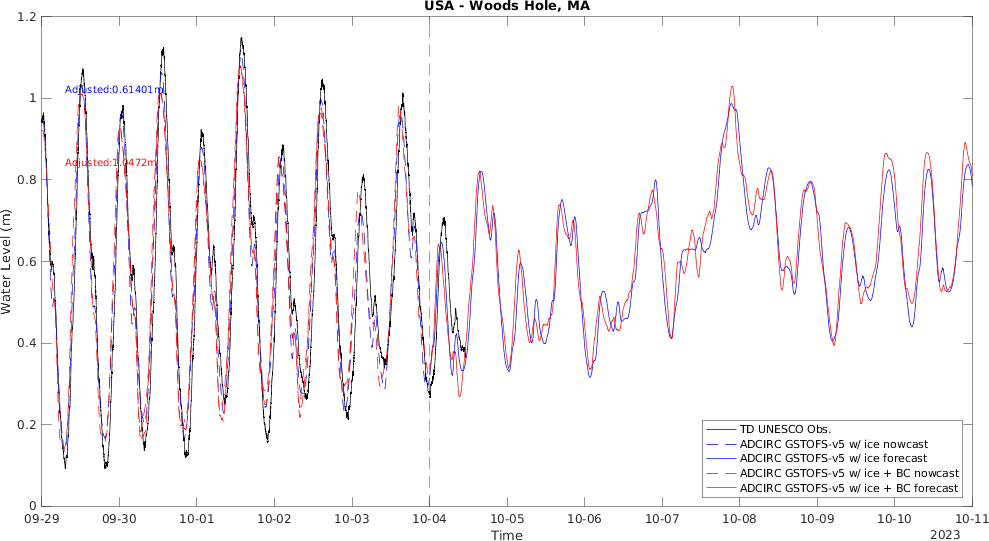 USA - Woods Hole, MA
1.2
1
0.8
0.6
0.4
0.2
0
Water Level (m)
Adjusted:0.61401m
Adjusted:1.0472m
TD UNESCO Obs.
ADCIRC GSTOFS-v5 w/ ice nowcast
ADCIRC GSTOFS-v5 w/ ice forecast
ADCIRC GSTOFS-v5 w/ ice + BC nowcast
ADCIRC GSTOFS-v5 w/ ice + BC forecast
09-29 09-30 10-01 10-02 10-03 10-04 10-05 10-06 10-07 10-08 10-09 10-10 10-11
Time
2023